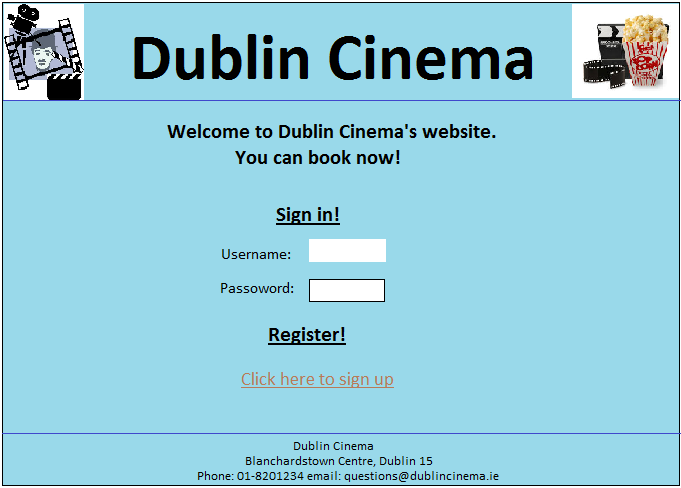 Dublin Cinema
Welcome to Dublin Cinema's website.
You can book now!
Sign in!
Username:
Passoword:
Register!
Click here to sign up
Dublin Cinema
Blanchardstown Centre, Dublin 15
Phone: 01-8201234 email: questions@dublincinema.ie